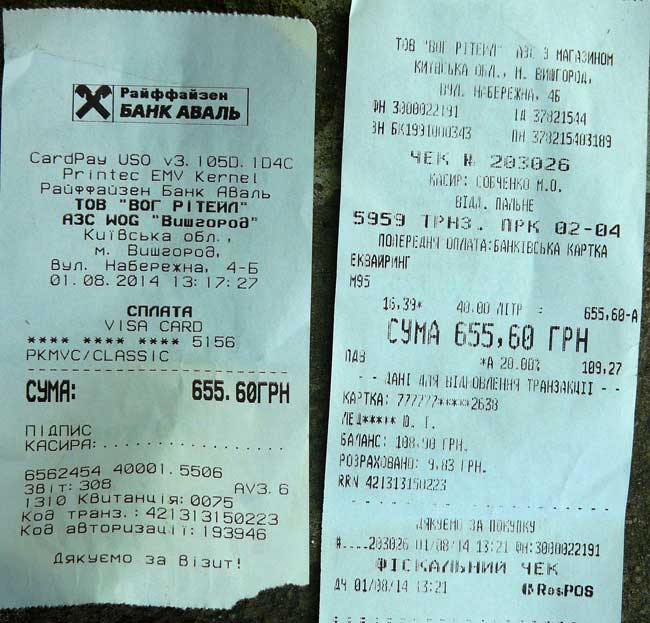 Райффайзен
БАНК АВАЛЬ
CardPay USO v3.105D.1D4C
Printec EMV Kernel
Райффайзен Банк Аваль
ТОВ "ВОГ РІТЕЙЛ"
АЗС WOG "Вишгород"
Київська обл.,
м. Вишгород,
Вул. Набережна, 4-Б
01.08.2014 13:17:27
СПЛАТА
VISA CARD
**** **** **** 5156
PKMVC/CLASSIC
СУМА: 655.60ГРН
ПІДПИС
КАСИРА:..............
6562454 40001.5506
Звіт:308 AV3.6
1310 Квитанція:0075
Код транз.:421313150223
Код авторизації:193946
Дякуємо за Візит!
ТОВ "ВОГ РІТЕЙЛ" АЗС З МАГАЗИНОМ
КИЇВСЬКА ОБЛ., М. ВИШГОРОД,
ВУЛ. НАБЕРЕЖНА, 4Б
ФН 3000022191 ІД 37821544
ЗН БК1991000343 ПН 378215403189
ЧЕК № 203026
КАСИР: СОБЧЕНКО М.О.
ВІДД. ПАЛЬНЕ
5959 ТРНЗ. ПРК 02-04
ПОПЕРЕДНЯ ОПЛАТА:БАНКІВСЬКА КАРТКА
ЕКВАЙРИНГ
М95
16,39* 40.00 ЛІТР = 655,60-А
СУМА 655,60 ГРН
ПДВ *А 20.00% 109,27
-- ДАНІ ДЛЯ ВІДНОВЛЕННЯ ТРАНЗАКЦІЇ --
КАРТКА: 777777*****2638
ЛЕЩ***** Ю. Г.
БАЛАНС: 108.90 ГРН.
РОЗРАХОВАНО: 9.83 ГРН.
RRN 421313150223
ДЯКУЄМО ЗА ПОКУПКУ
#....203026 01/08/14 13:21 ФН:3000022191
ФІСКАЛЬНИЙ ЧЕК
ДЧ 01/08/14 13:21 RosPOS